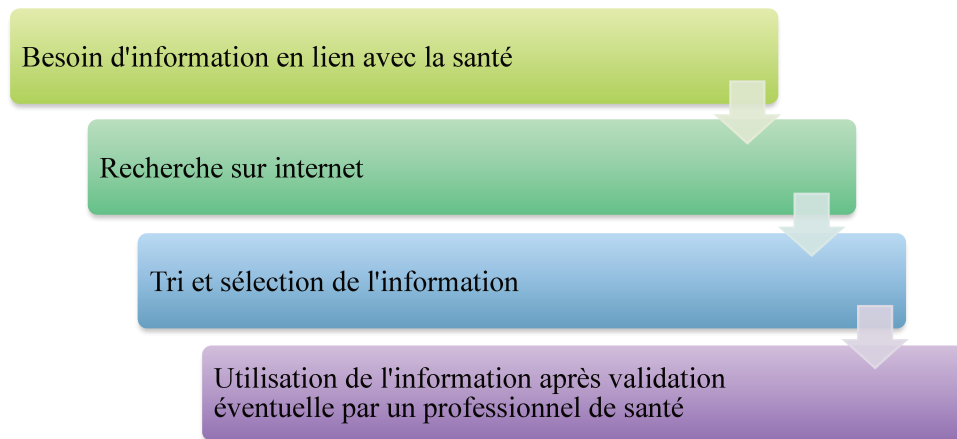 Besoin d'information en lien avec la santé
Recherche sur internet
Tri et sélection de l'information
Utilisation de l'information après validation
éventuelle par un professionnel de santé